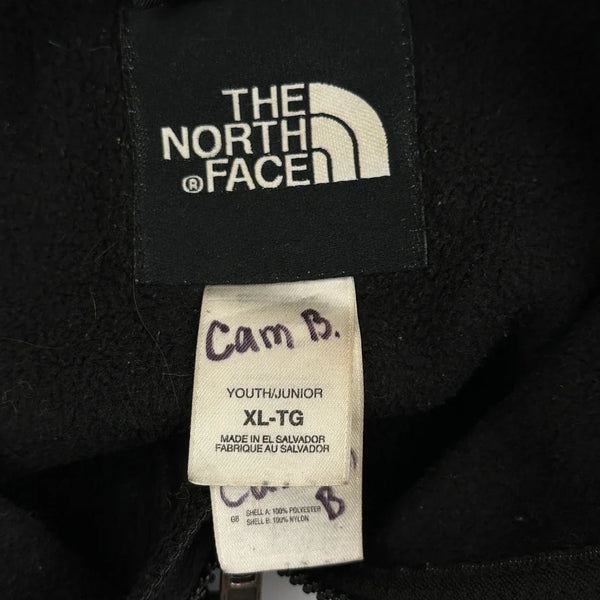 THE
NORTH
® FACE
Cam B.
YOUTH/JUNIOR
XL-TG
MADE IN EL SALVADOR
FABRIQUE AU SALVADOR
B
GB SHELL A: 100% POLYESTER
SHELL B: 100% NYLON